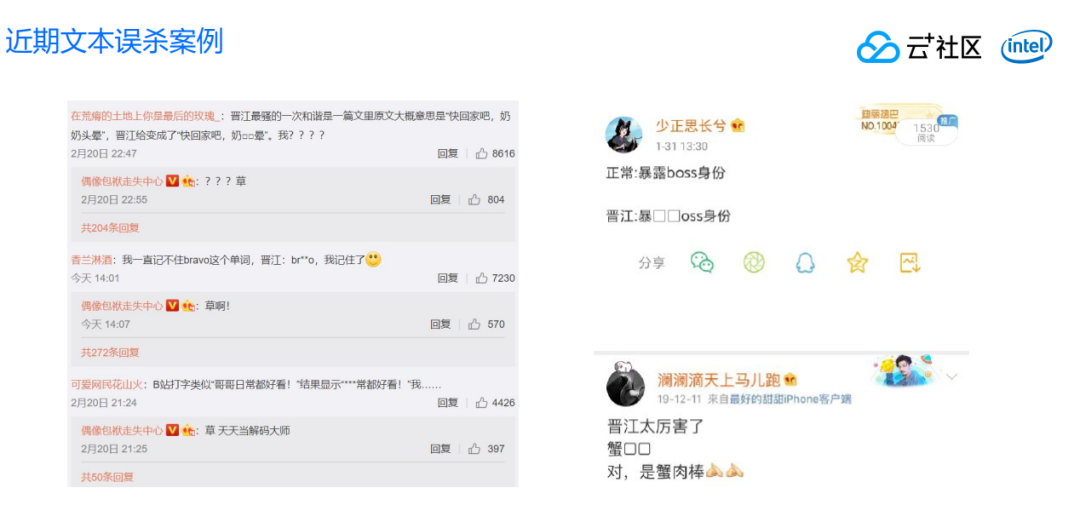 近期文本误杀案例
云+社区
intel
在荒瘠的土地上你是最后的玫瑰_：晋江最骚的一次和谐是一篇文里原文大概意思是“快回家吧，奶
奶头晕”，晋江给变成了“快回家吧，奶□□晕”。我？？？？
2月20日 22:47
回复
8616
偶像包袱走失中心 V：？？？草
2月20日 22:55
回复
804
共204条回复
香兰淋酒：我一直记不住bravo这个单词，晋江：br**o，我记住了
今天 14:01
回复
7230
偶像包袱走失中心 V：草啊！
今天 14:07
回复
570
共272条回复
可爱网民花山火：B站打字类似“哥哥日常都好看！”结果显示“****常都好看！”我……
2月20日 21:24
回复
4426
偶像包袱走失中心 V：草 天天当解码大师
2月20日 21:25
回复
397
共50条回复
少正思长兮
1-31 13:30
NO.1004
推广
1530
阅读
正常:暴露boss身份
晋江:暴□□oss身份
分享
澜澜滴天上马儿跑
19-12-11 来自最好的甜甜iPhone客户端
晋江太厉害了
蟹□□
对，是蟹肉棒